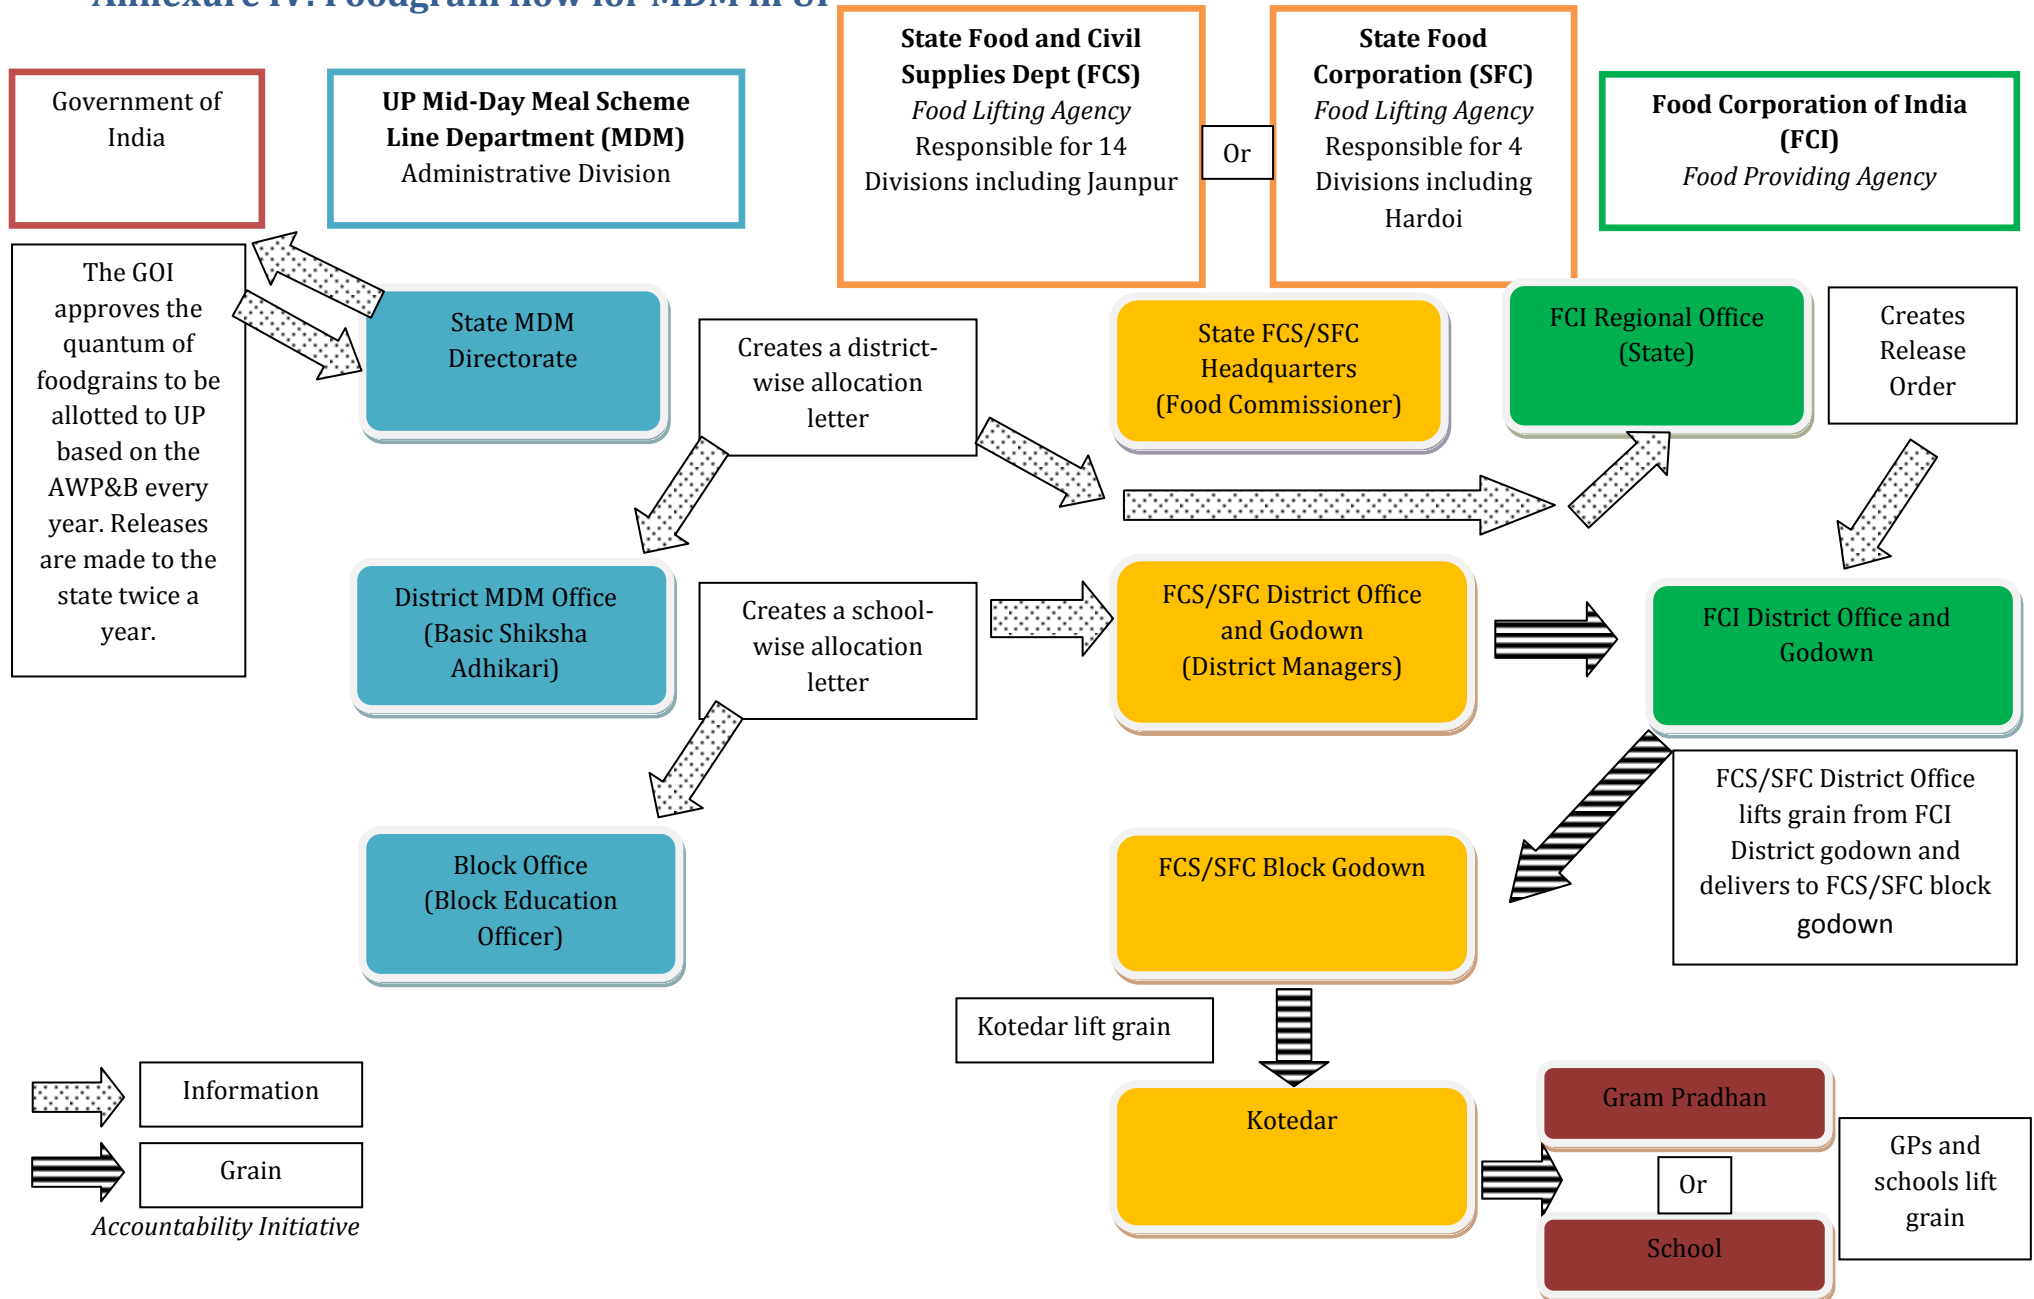 Annexure IV: Foodgrain flow for MDM in UP
Government of
India
UP Mid-Day Meal Scheme
Line Department (MDM)
Administrative Division
State Food and Civil
Supplies Dept (FCS)
Food Lifting Agency
Responsible for 14
Divisions including Jaunpur
Or
State Food
Corporation (SFC)
Food Lifting Agency
Responsible for 4
Divisions including
Hardoi
Food Corporation of India
(FCI)
Food Providing Agency
The GOI
approves the
quantum of
foodgrains to be
allotted to UP
based on the
AWP&B every
year. Releases
are made to the
state twice a
year.
State MDM
Directorate
Creates a district-
wise allocation
letter
State FCS/SFC
Headquarters
(Food Commissioner)
FCI Regional Office
(State)
Creates
Release
Order
District MDM Office
(Basic Shiksha
Adhikari)
Creates a school-
wise allocation
letter
FCS/SFC District Office
and Godown
(District Managers)
FCI District Office and
Godown
FCS/SFC District Office
lifts grain from FCI
District godown and
delivers to FCS/SFC block
godown
Block Office
(Block Education
Officer)
FCS/SFC Block Godown
Kotedar lift grain
Kotedar
Gram Pradhan
Or
School
GPs and
schools lift
grain
Information
Grain
Accountability Initiative